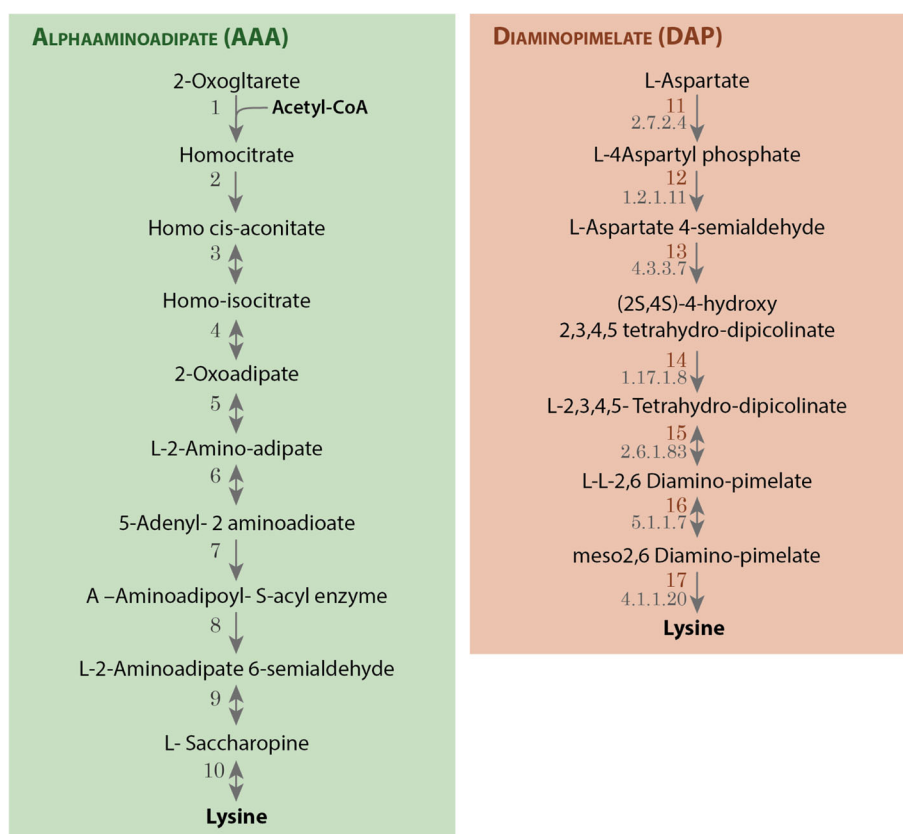 ALPHAAMINOADIPATE (AAA)
2-Oxogltarete
1
Acetyl-CoA
Homocitrate
2
Homo cis-aconitate
3
Homo-isocitrate
4
2-Oxoadipate
5
L-2-Amino-adipate
6
5-Adenyl- 2 aminoadioate
7
A –Aminoadipoyl- S-acyl enzyme
8
L-2-Aminoadipate 6-semialdehyde
9
L- Saccharopine
10
Lysine
DIAMINOPIMELATE (DAP)
L-Aspartate
11
2.7.2.4
L-4Aspartyl phosphate
12
1.2.1.11
L-Aspartate 4-semialdehyde
13
4.3.3.7
(2S,4S)-4-hydroxy
2,3,4,5 tetrahydro-dipicolinate
14
1.17.1.8
L-2,3,4,5- Tetrahydro-dipicolinate
15
2.6.1.83
L-L-2,6 Diamino-pimelate
16
5.1.1.7
meso2,6 Diamino-pimelate
17
4.1.1.20
Lysine